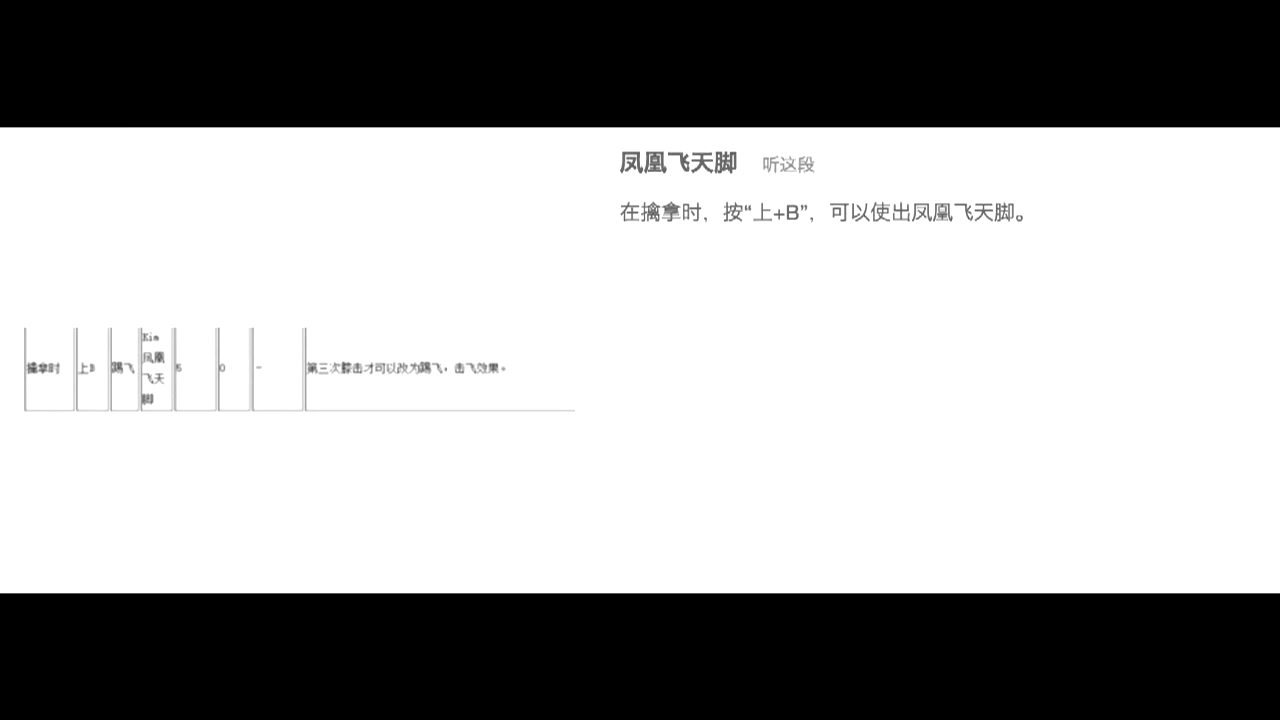 凤凰飞天脚 听这段
在擒拿时，按“上+B”，可以使出凤凰飞天脚。
Kim
凤凰
飞天
脚
擒拿时 上B 踢飞 5 0 - 第三次膝击才可以改为踢飞，击飞效果。